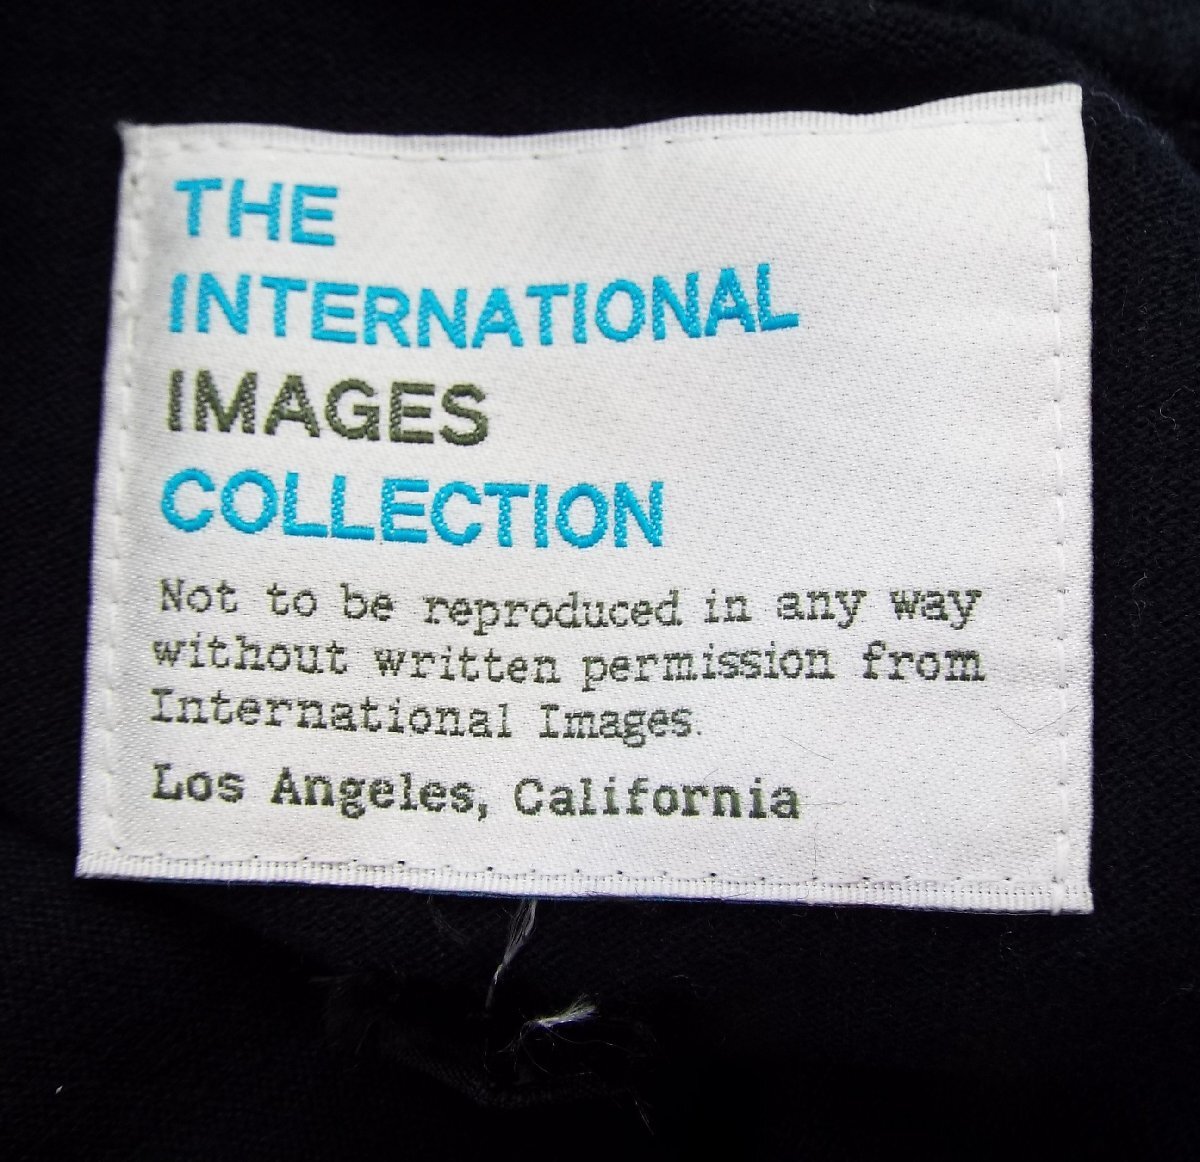 THE
INTERNATIONAL
IMAGES
COLLECTION
Not to be reproduced in any way
without written permission from
International Images.
Los Angeles, California